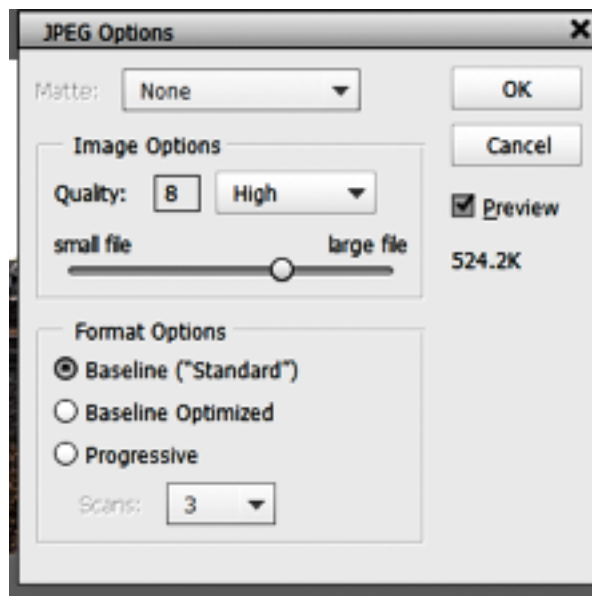 JPEG Options
Matte: None
OK
Cancel
Preview
524.2K
Image Options
Quality: 8 High
small file large file
Format Options
Baseline ("Standard")
Baseline Optimized
Progressive
Scans: 3